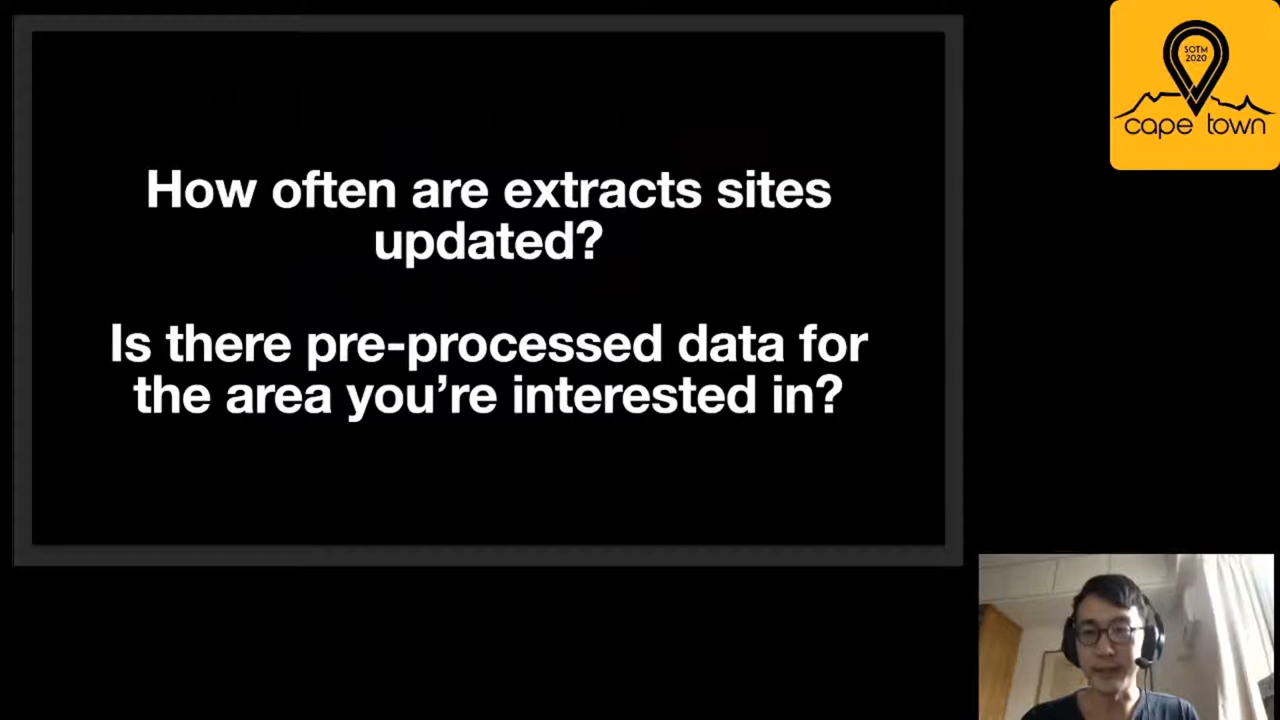 How often are extracts sites
updated?
Is there pre-processed data for
the area you’re interested in?
SOTM
2020
cape town